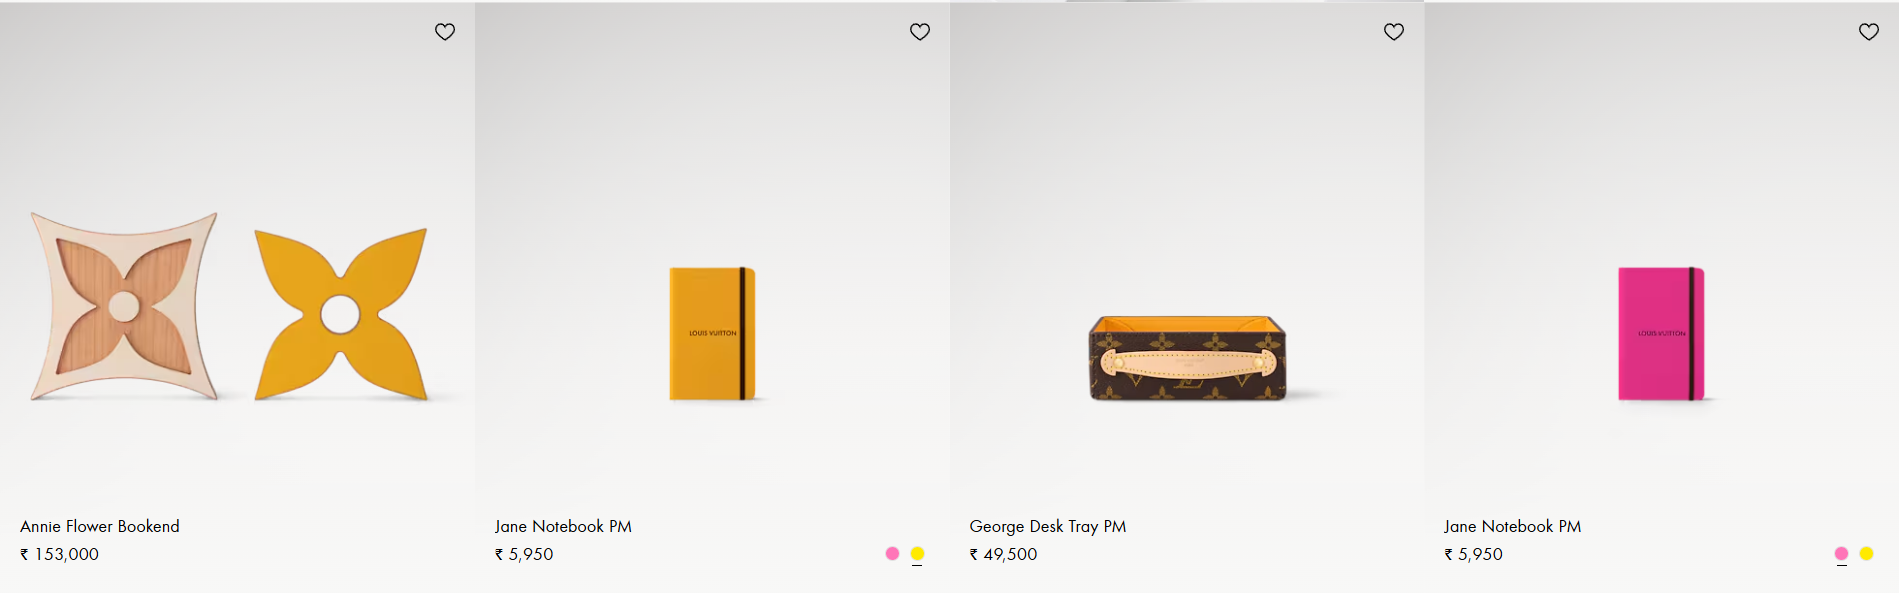 LOUIS VUITTON
LOUIS VUITTON
Annie Flower Bookend
₹ 153,000
Jane Notebook PM
₹ 5,950
George Desk Tray PM
₹ 49,500
Jane Notebook PM
₹ 5,950